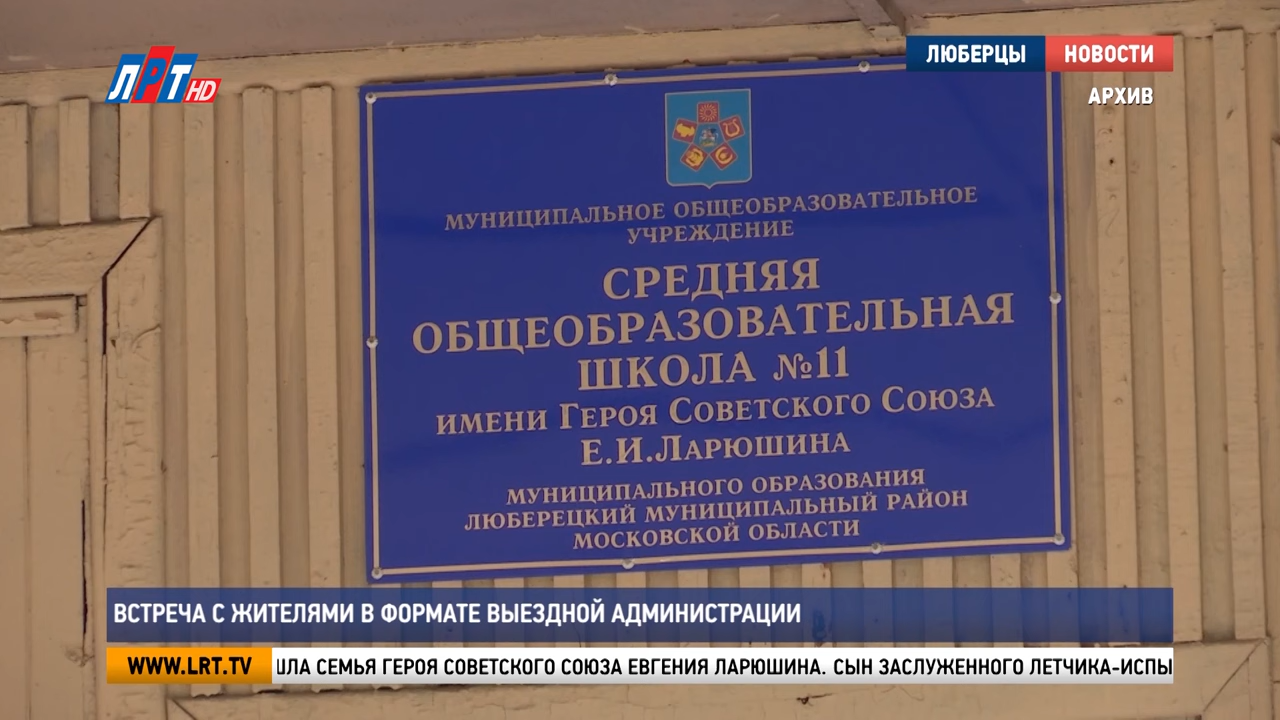 ЛРТ HD
ЛЮБЕРЦЫ НОВОСТИ
АРХИВ
МУНИЦИПАЛЬНОЕ ОБЩЕОБРАЗОВАТЕЛЬНОЕ
УЧРЕЖДЕНИЕ
СРЕДНЯЯ
ОБЩЕОБРАЗОВАТЕЛЬНАЯ
ШКОЛА №11
ИМЕНИ ГЕРОЯ СОВЕТСКОГО СОЮЗА
Е.И.ЛАРЮШИНА
МУНИЦИПАЛЬНОГО ОБРАЗОВАНИЯ
ЛЮБЕРЕЦКИЙ МУНИЦИПАЛЬНЫЙ РАЙОН
МОСКОВСКОЙ ОБЛАСТИ
ВСТРЕЧА С ЖИТЕЛЯМИ В ФОРМАТЕ ВЫЕЗДНОЙ АДМИНИСТРАЦИИ
WWW.LRT.TV ШЛА СЕМЬЯ ГЕРОЯ СОВЕТСКОГО СОЮЗА ЕВГЕНИЯ ЛАРЮШИНА. СЫН ЗАСЛУЖЕННОГО ЛЕТЧИКА-ИСПЫ